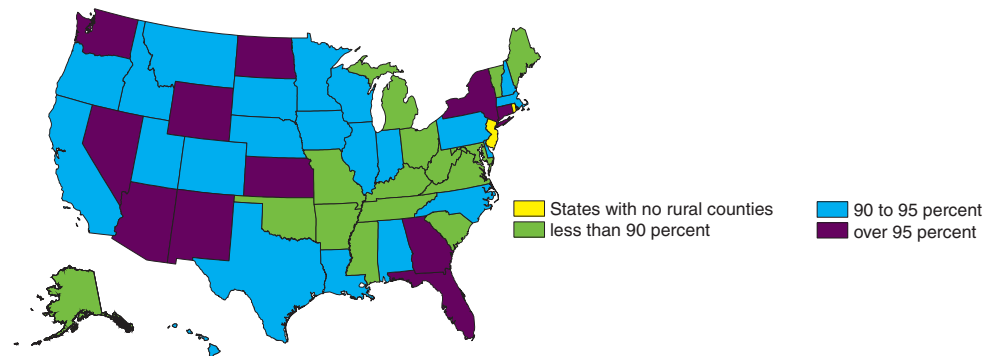 States with no rural counties
less than 90 percent
90 to 95 percent
over 95 percent